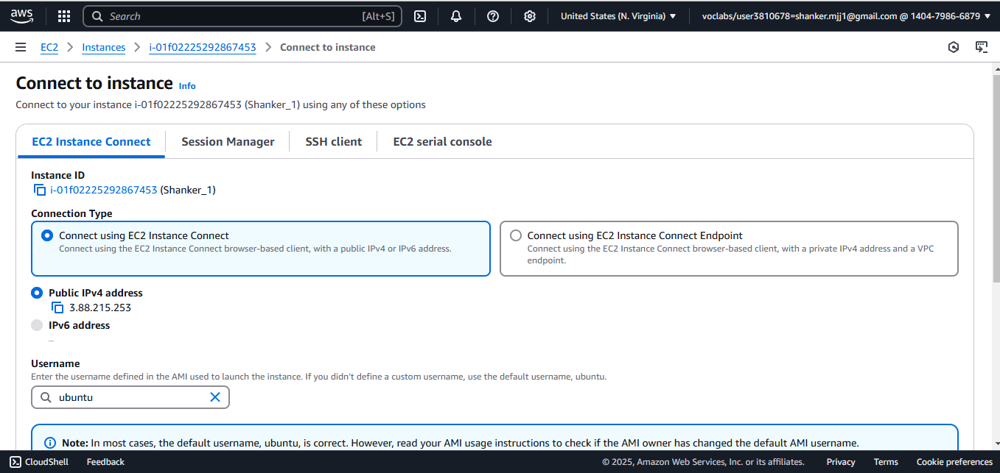 aws
Search [Alt+S]
United States (N. Virginia) ▼
voclabs/user3810678=shanker.mjj1@gmail.com @ 1404-7986-6879 ▼
EC2 > Instances > i-01f02225292867453 > Connect to instance
Connect to instance Info
Connect to your instance i-01f02225292867453 (Shanker_1) using any of these options
EC2 Instance Connect
Session Manager
SSH client
EC2 serial console
Instance ID
i-01f02225292867453 (Shanker_1)
Connection Type
Connect using EC2 Instance Connect
Connect using the EC2 Instance Connect browser-based client, with a public IPv4 or IPv6 address.
Connect using EC2 Instance Connect Endpoint
Connect using the EC2 Instance Connect browser-based client, with a private IPv4 address and a VPC
endpoint.
Public IPv4 address
3.88.215.253
IPv6 address
–
Username
Enter the username defined in the AMI used to launch the instance. If you didn't define a custom username, use the default username, ubuntu.
ubuntu
Note: In most cases, the default username, ubuntu, is correct. However, read your AMI usage instructions to check if the AMI owner has changed the default AMI username.
CloudShell
Feedback
© 2025, Amazon Web Services, Inc. or its affiliates.
Privacy
Terms
Cookie preferences